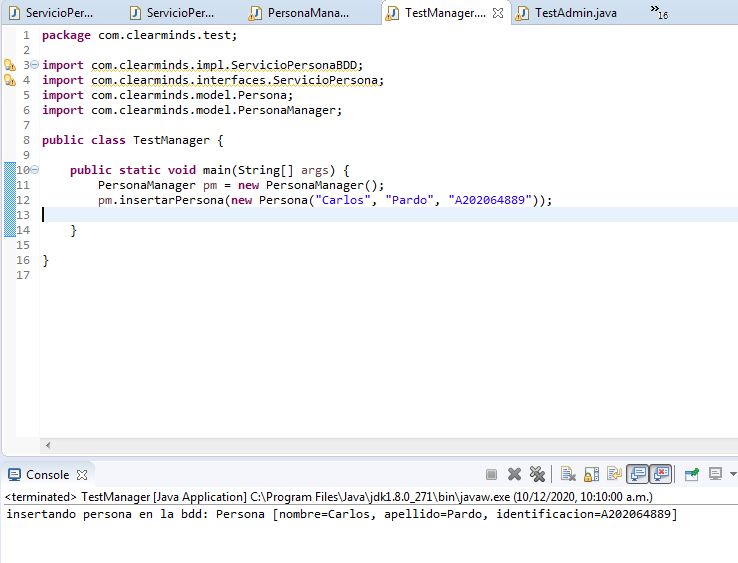 ServicioPer... ServicioPer... PersonaMana... TestManager.... TestAdmin.java »16
1 package com.clearminds.test;
2
3 import com.clearminds.impl.ServicioPersonaBDD;
4 import com.clearminds.interfaces.ServicioPersona;
5 import com.clearminds.model.Persona;
6 import com.clearminds.model.PersonaManager;
7
8 public class TestManager {
9
10 public static void main(String[] args) {
11 PersonaManager pm = new PersonaManager();
12 pm.insertarPersona(new Persona("Carlos", "Pardo", "A202064889"));
13
14 }
15
16 }
17
Console
<terminated> TestManager [Java Application] C:\Program Files\Java\jdk1.8.0_271\bin\javaw.exe (10/12/2020, 10:10:00 a.m.)
insertando persona en la bdd: Persona [nombre=Carlos, apellido=Pardo, identificacion=A202064889]